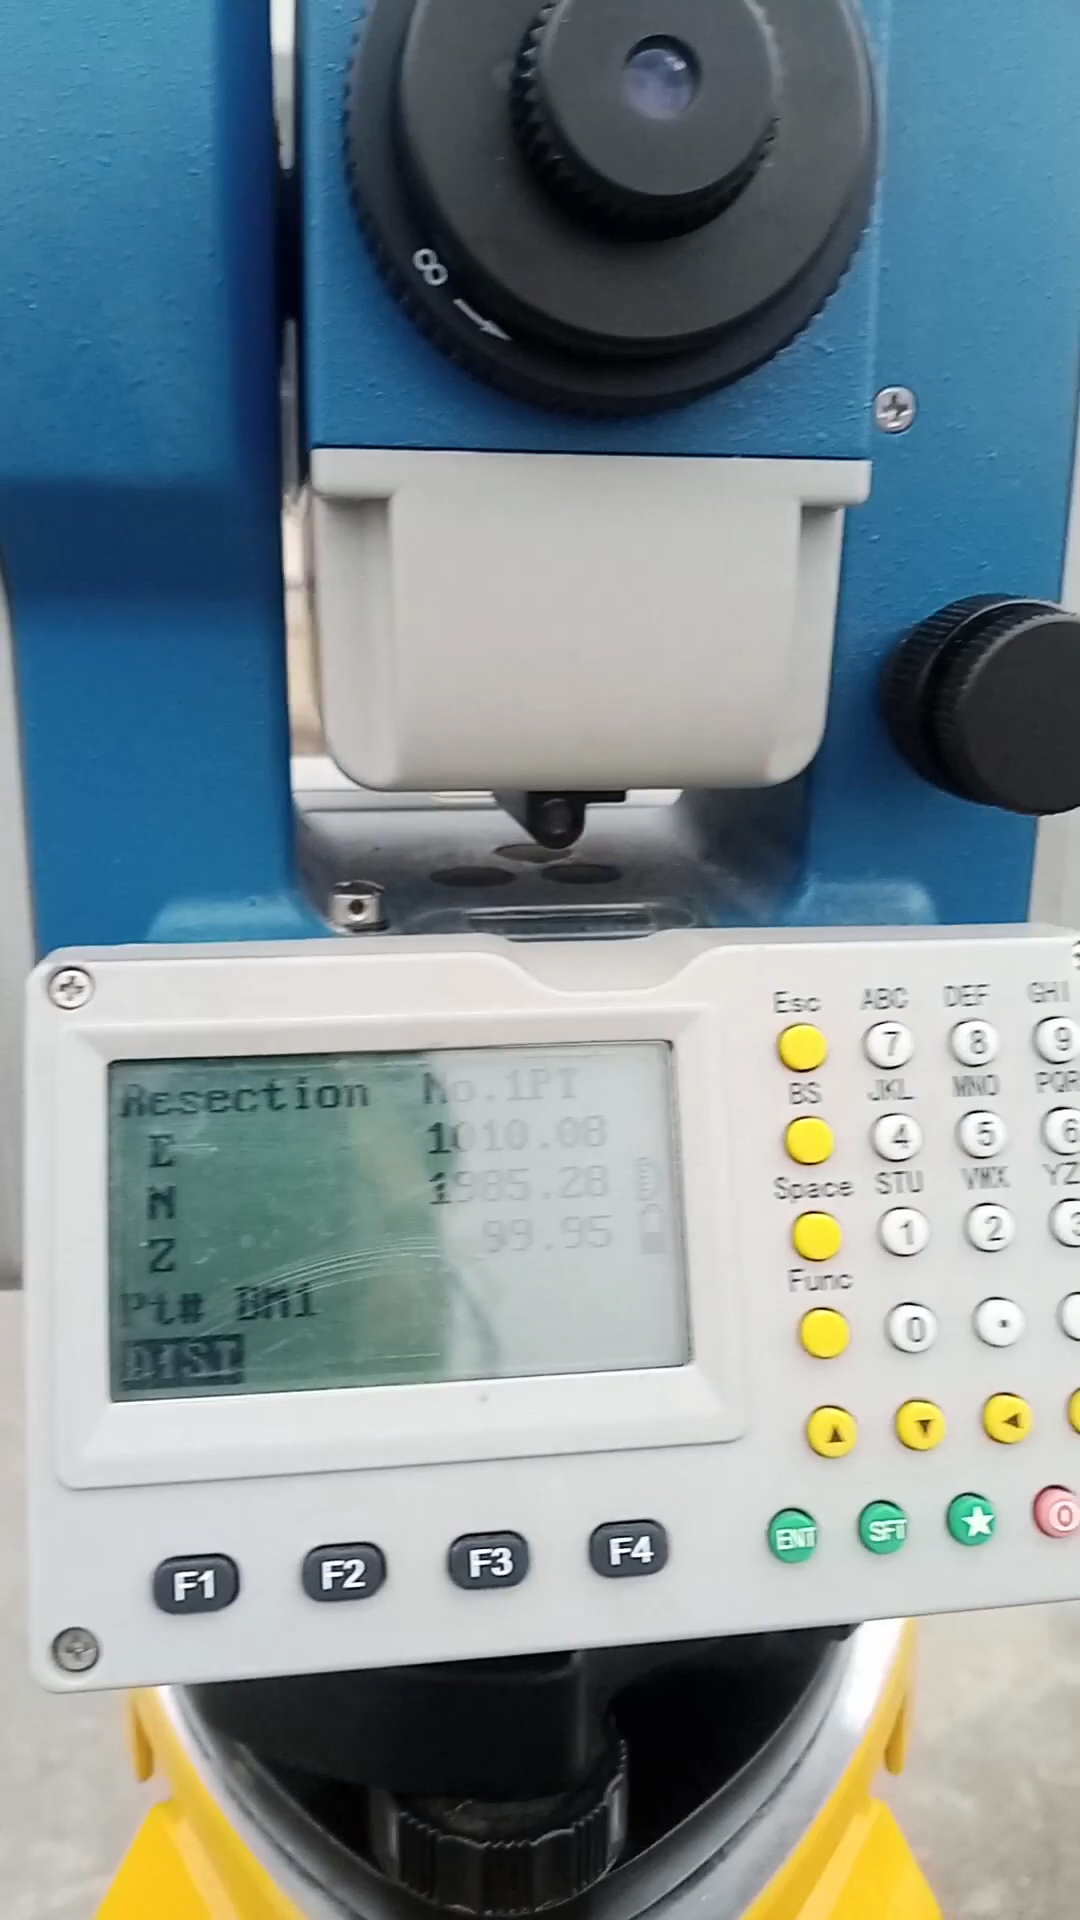 ∞
Resection No.1PT
E 1010.08
N 1985.28
Z 99.95
Pt# BM1
DIST
Esc ABC DEF GHI
7 8 9
BS JKL MNO PQR
4 5 6
Space STU VWX YZ
1 2 3
Func
0 .
ENT SFT
F1 F2 F3 F4